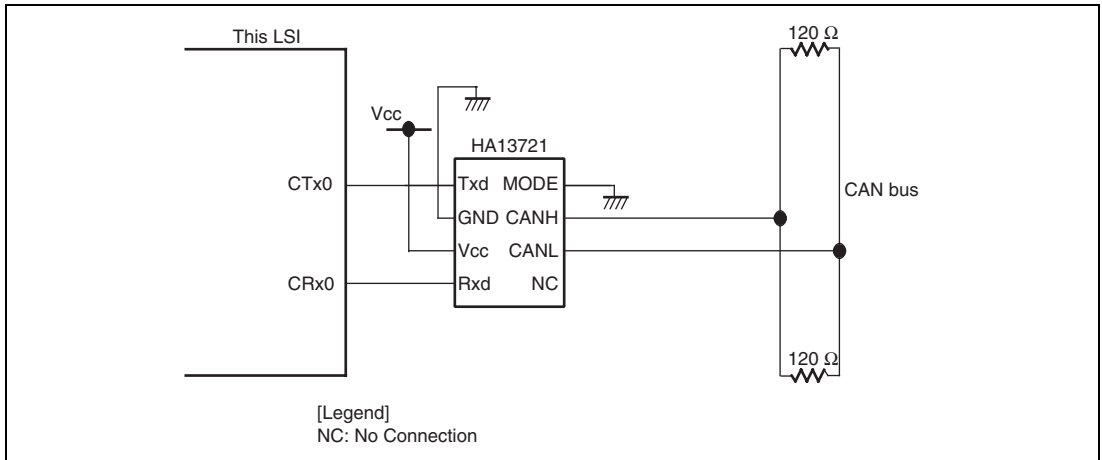 This LSI
120 Ω
Vcc
HA13721
CTx0
Txd MODE
CAN bus
GND CANH
Vcc CANL
CRx0
Rxd NC
120 Ω
[Legend]
NC: No Connection